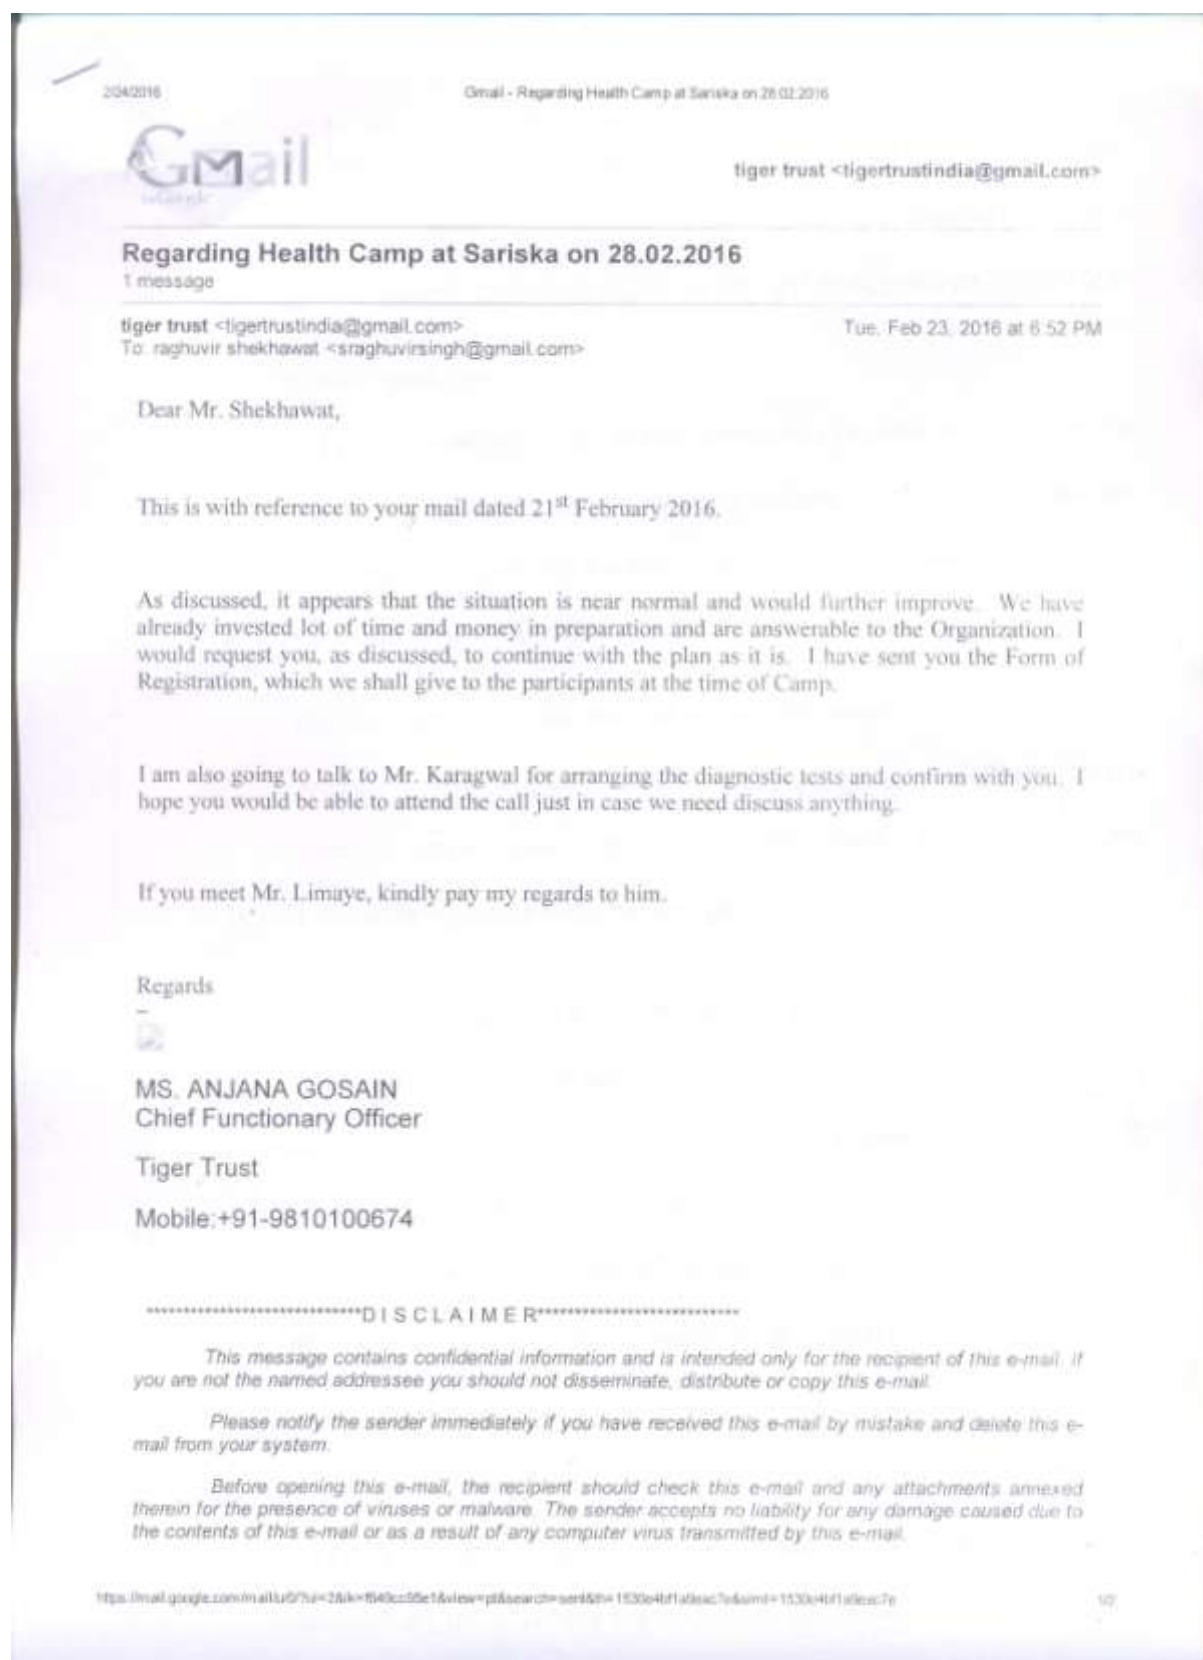 2/24/2016 Gmail - Regarding Health Camp at Sariska on 28.02.2016
Gmail
tiger trust <tigertrustindia@gmail.com>
Regarding Health Camp at Sariska on 28.02.2016
1 message
tiger trust <tigertrustindia@gmail.com> Tue, Feb 23, 2016 at 6:52 PM
To: raghuvir shekhawat <sraghuvirsingh@gmail.com>
Dear Mr. Shekhawat,
This is with reference to your mail dated 21st February 2016.
As discussed, it appears that the situation is near normal and would further improve. We have
already invested lot of time and money in preparation and are answerable to the Organization. I
would request you, as discussed, to continue with the plan as it is. I have sent you the Form of
Registration, which we shall give to the participants at the time of Camp.
I am also going to talk to Mr. Karagwal for arranging the diagnostic tests and confirm with you. I
hope you would be able to attend the call just in case we need discuss anything.
If you meet Mr. Limaye, kindly pay my regards to him.
Regards
--
MS. ANJANA GOSAIN
Chief Functionary Officer
Tiger Trust
Mobile:+91-9810100674
*****************************D I S C L A I M E R***************************
This message contains confidential information and is intended only for the recipient of this e-mail. If
you are not the named addressee you should not disseminate, distribute or copy this e-mail.
Please notify the sender immediately if you have received this e-mail by mistake and delete this e-
mail from your system.
Before opening this e-mail, the recipient should check this e-mail and any attachments annexed
therein for the presence of viruses or malware. The sender accepts no liability for any damage caused due to
the contents of this e-mail or as a result of any computer virus transmitted by this e-mail.
1/2